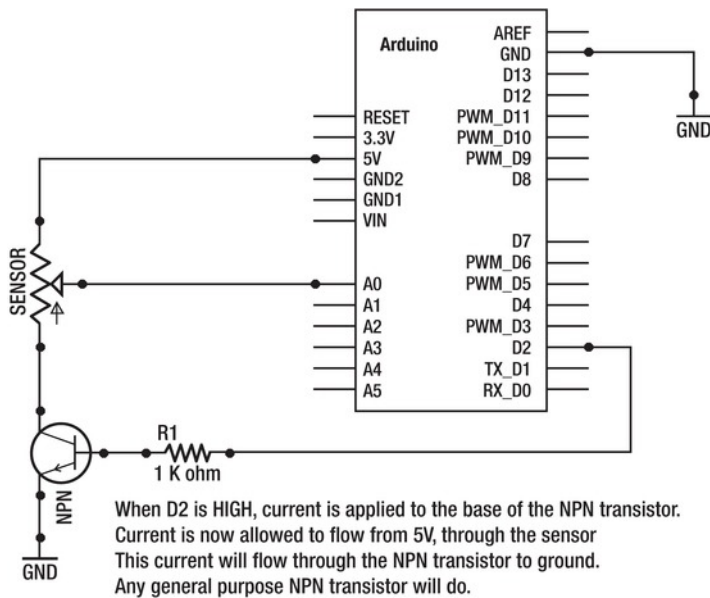 Arduino
AREF
GND
D13
D12
RESET
PWM_D11
3.3V
PWM_D10
5V
PWM_D9
GND2
D8
GND1
VIN
GND
D7
PWM_D6
A0
PWM_D5
A1
D4
A2
PWM_D3
A3
D2
A4
TX_D1
A5
RX_D0
SENSOR
R1
1 K ohm
NPN
GND
When D2 is HIGH, current is applied to the base of the NPN transistor.
Current is now allowed to flow from 5V, through the sensor
This current will flow through the NPN transistor to ground.
Any general purpose NPN transistor will do.